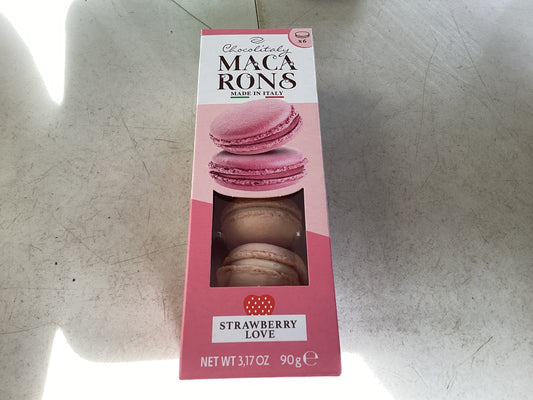 x6
Chocolitaly
MACA
RONS
MADE IN ITALY
STRAWBERRY
LOVE
NET WT 3,17 OZ 90g ℮